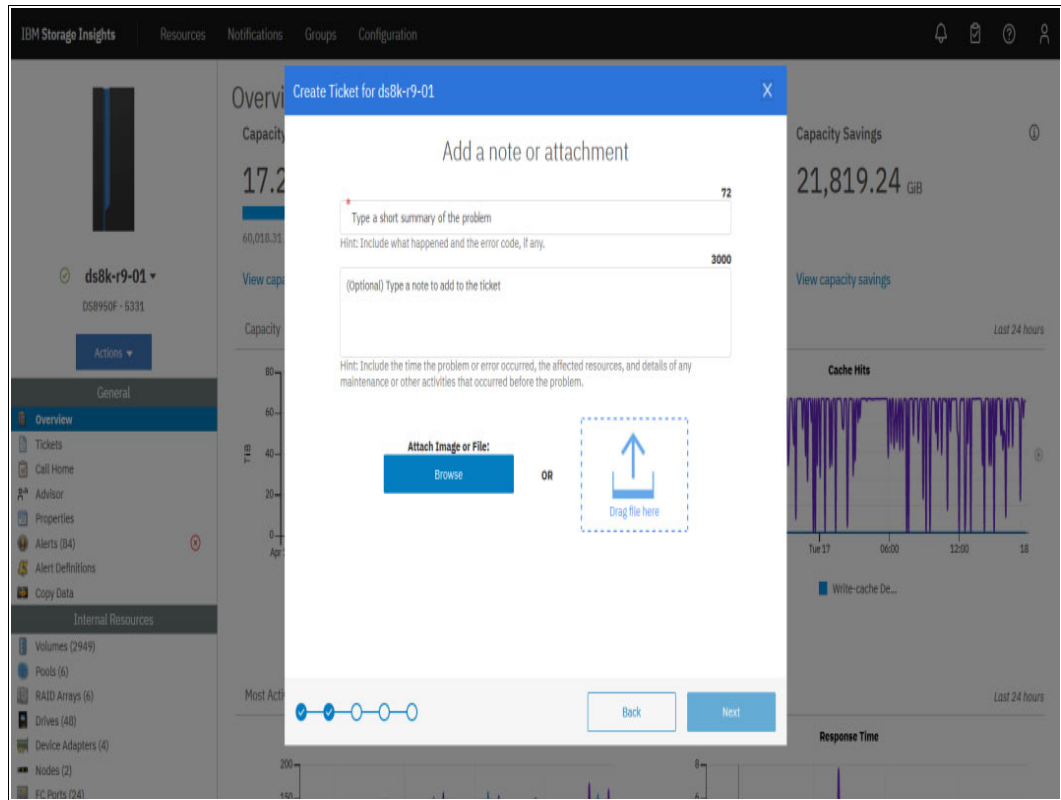 IBM Storage Insights Resources Notifications Groups Configuration
ds8k-r9-01
DS8950F - 5331
Actions
General
Overview
Tickets
Call Home
Advisor
Properties
Alerts (84)
Alert Definitions
Copy Data
Internal Resources
Volumes (2949)
Pools (6)
RAID Arrays (6)
Drives (48)
Device Adapters (4)
Nodes (2)
FC Ports (24)
Overvi
Capacity
17.2
60,018.31
View capa
Capacity
80
60
40
20
0
TiB
Apr
Most Acti
200
150
Create Ticket for ds8k-r9-01 X
Add a note or attachment
72
* Type a short summary of the problem
Hint: Include what happened and the error code, if any.
3000
(Optional) Type a note to add to the ticket
Hint: Include the time the problem or error occurred, the affected resources, and details of any
maintenance or other activities that occurred before the problem.
Attach Image or File:
Browse
OR
Drag file here
Back Next
Capacity Savings
21,819.24 GiB
View capacity savings
Last 24 hours
Cache Hits
Tue 17 06:00 12:00 18
Write-cache De...
Last 24 hours
Response Time
8
6